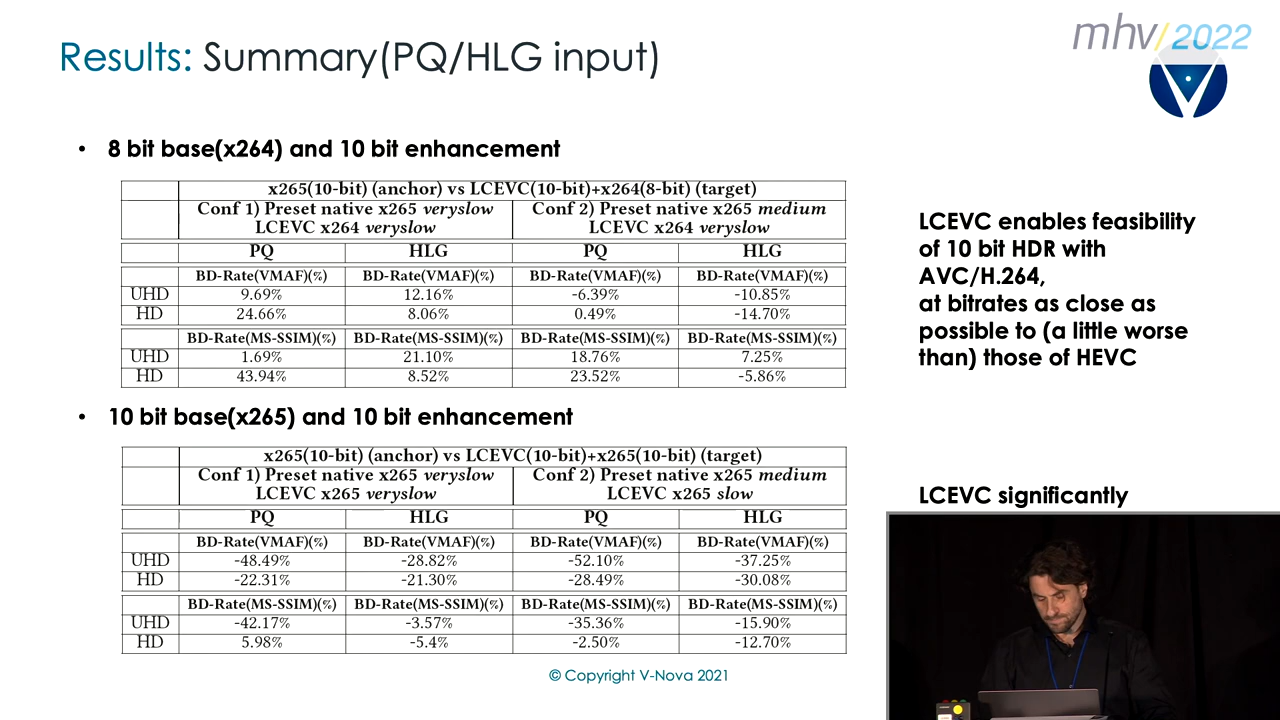 mhv/2022
Results: Summary(PQ/HLG input)
• 8 bit base(x264) and 10 bit enhancement
x265(10-bit) (anchor) vs LCEVC(10-bit)+x264(8-bit) (target)
Conf 1) Preset native x265 veryslow Conf 2) Preset native x265 medium
LCEVC x264 veryslow LCEVC x264 veryslow
PQ HLG PQ HLG
BD-Rate(VMAF)(%) BD-Rate(VMAF)(%) BD-Rate(VMAF)(%) BD-Rate(VMAF)(%)
UHD 9.69% 12.16% -6.39% -10.85%
HD 24.66% 8.06% 0.49% -14.70%
BD-Rate(MS-SSIM)(%) BD-Rate(MS-SSIM)(%) BD-Rate(MS-SSIM)(%) BD-Rate(MS-SSIM)(%)
UHD 1.69% 21.10% 18.76% 7.25%
HD 43.94% 8.52% 23.52% -5.86%
LCEVC enables feasibility
of 10 bit HDR with
AVC/H.264,
at bitrates as close as
possible to (a little worse
than) those of HEVC
• 10 bit base(x265) and 10 bit enhancement
x265(10-bit) (anchor) vs LCEVC(10-bit)+x265(10-bit) (target)
Conf 1) Preset native x265 veryslow Conf 2) Preset native x265 medium
LCEVC x265 veryslow LCEVC x265 slow
PQ HLG PQ HLG
BD-Rate(VMAF)(%) BD-Rate(VMAF)(%) BD-Rate(VMAF)(%) BD-Rate(VMAF)(%)
UHD -48.49% -28.82% -52.10% -37.25%
HD -22.31% -21.30% -28.49% -30.08%
BD-Rate(MS-SSIM)(%) BD-Rate(MS-SSIM)(%) BD-Rate(MS-SSIM)(%) BD-Rate(MS-SSIM)(%)
UHD -42.17% -3.57% -35.36% -15.90%
HD 5.98% -5.4% -2.50% -12.70%
LCEVC significantly
© Copyright V-Nova 2021